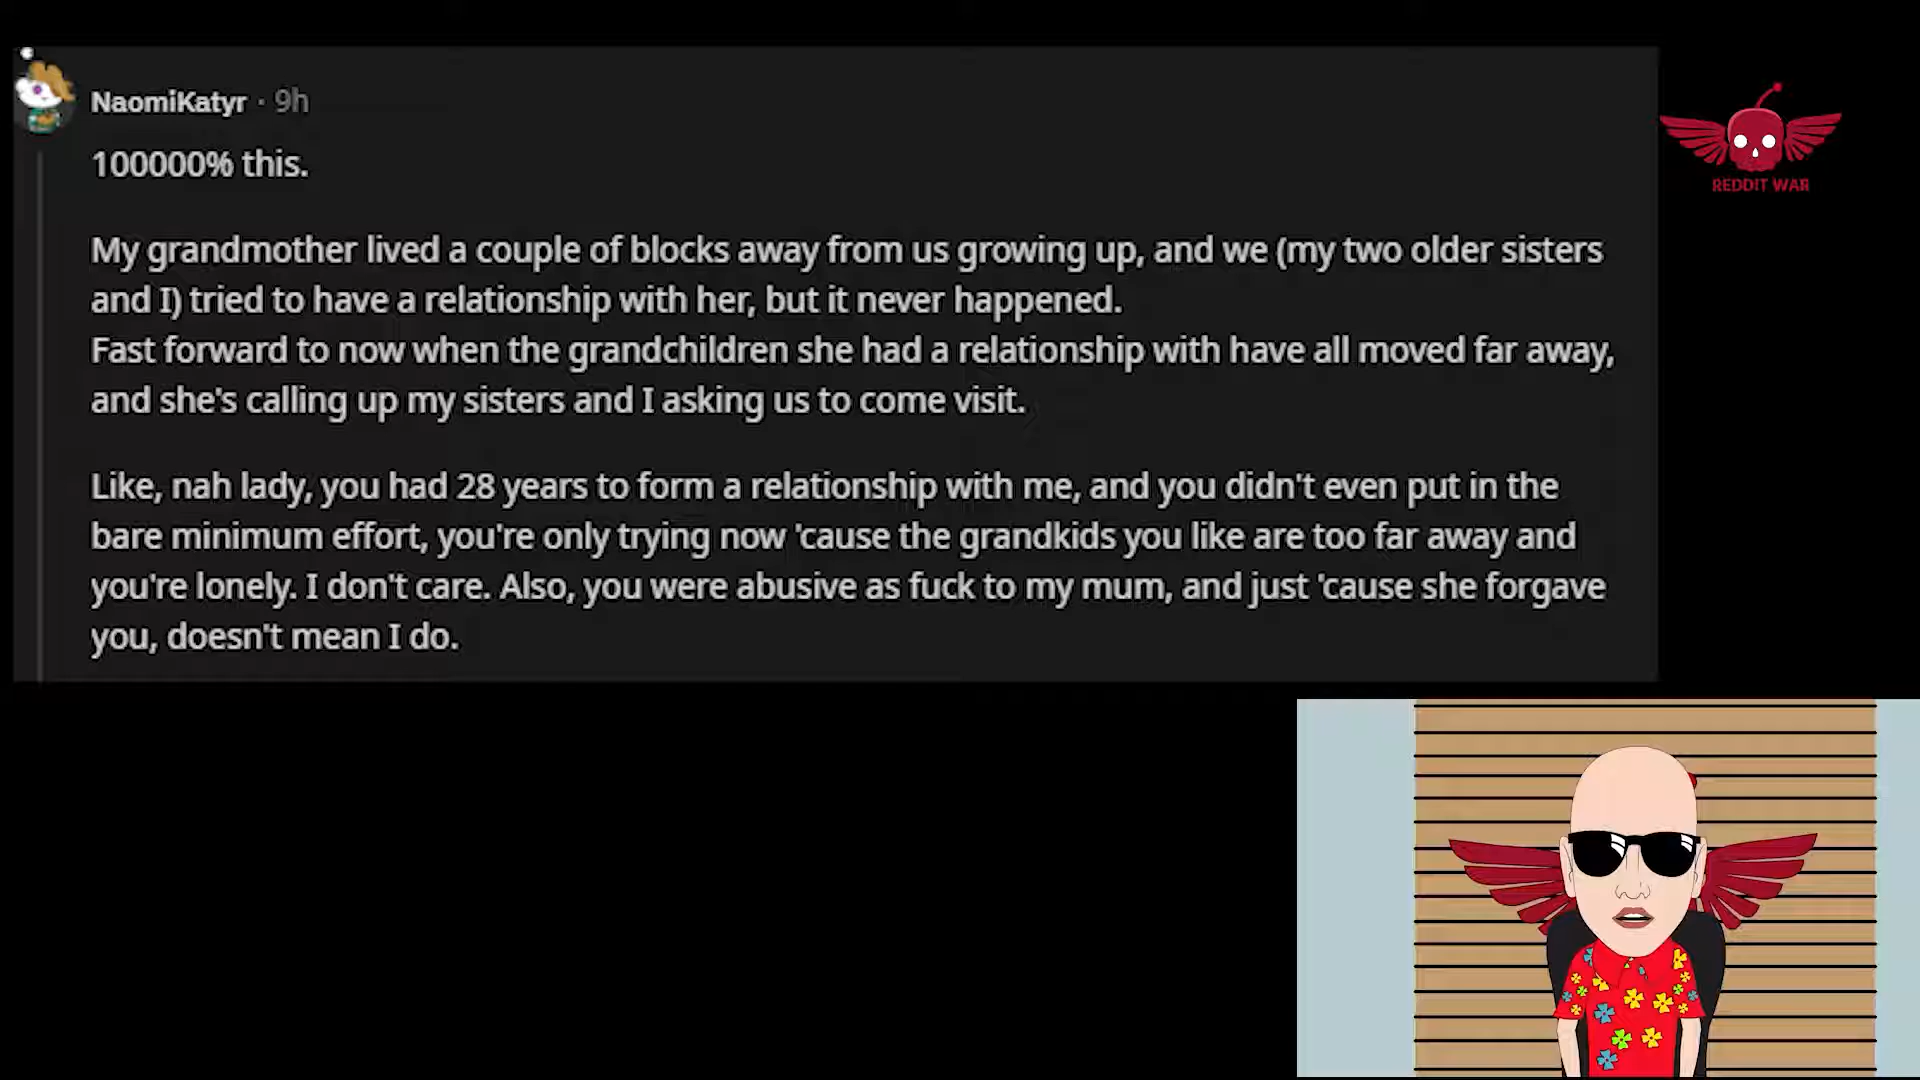 NaomiKatyr · 9h
100000% this.
My grandmother lived a couple of blocks away from us growing up, and we (my two older sisters
and I) tried to have a relationship with her, but it never happened.
Fast forward to now when the grandchildren she had a relationship with have all moved far away,
and she's calling up my sisters and I asking us to come visit.
Like, nah lady, you had 28 years to form a relationship with me, and you didn't even put in the
bare minimum effort, you're only trying now 'cause the grandkids you like are too far away and
you're lonely. I don't care. Also, you were abusive as fuck to my mum, and just 'cause she forgave
you, doesn't mean I do.
REDDIT WAR